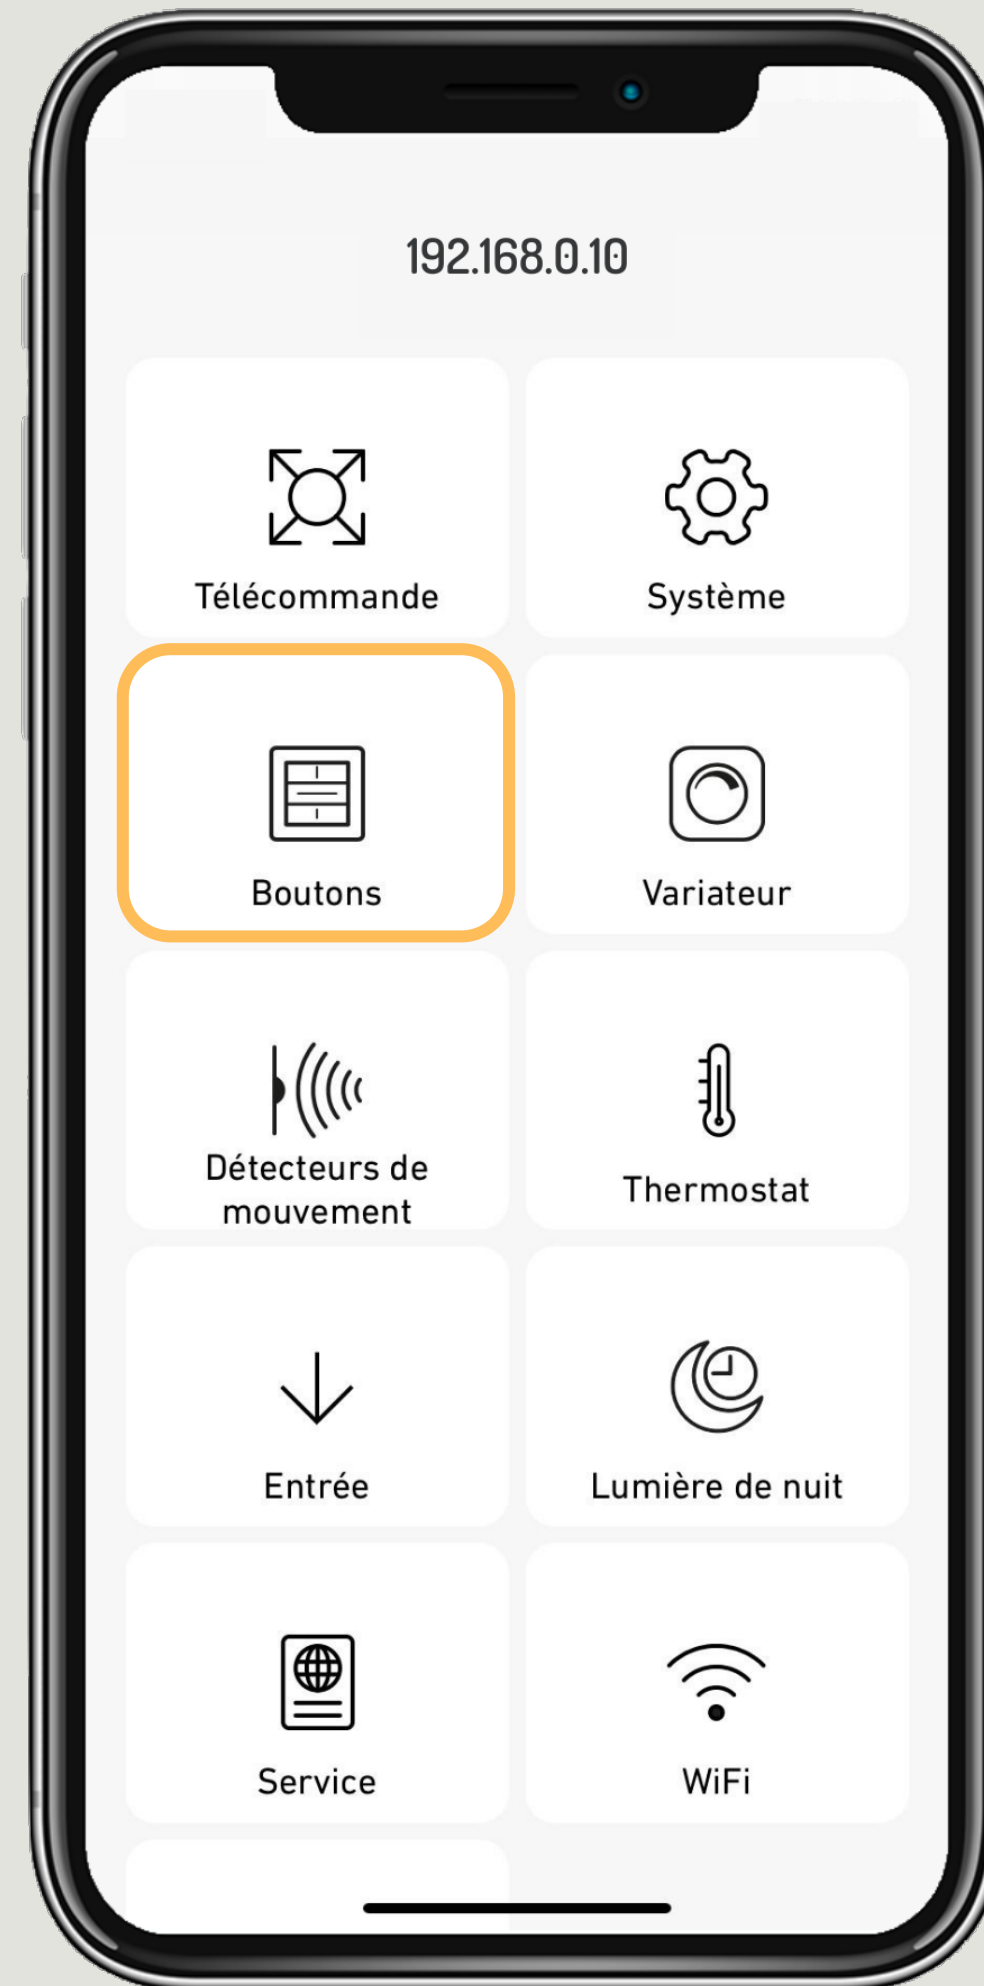 192.168.0.10
Télécommande
Système
Boutons
Variateur
Détecteurs de
mouvement
Thermostat
Entrée
Lumière de nuit
Service
WiFi